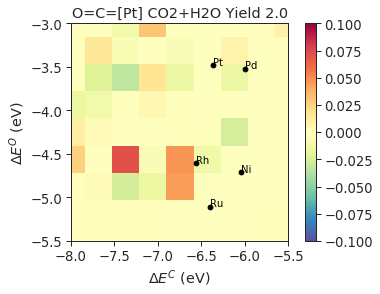 O=C=[Pt] CO2+H2O Yield 2.0
−3.0
−3.5
−4.0
−4.5
−5.0
−5.5
ΔE^O (eV)
Pt
Pd
Rh
Ni
Ru
−8.0 −7.5 −7.0 −6.5 −6.0 −5.5
ΔE^C (eV)
0.100
0.075
0.050
0.025
0.000
−0.025
−0.050
−0.075
−0.100